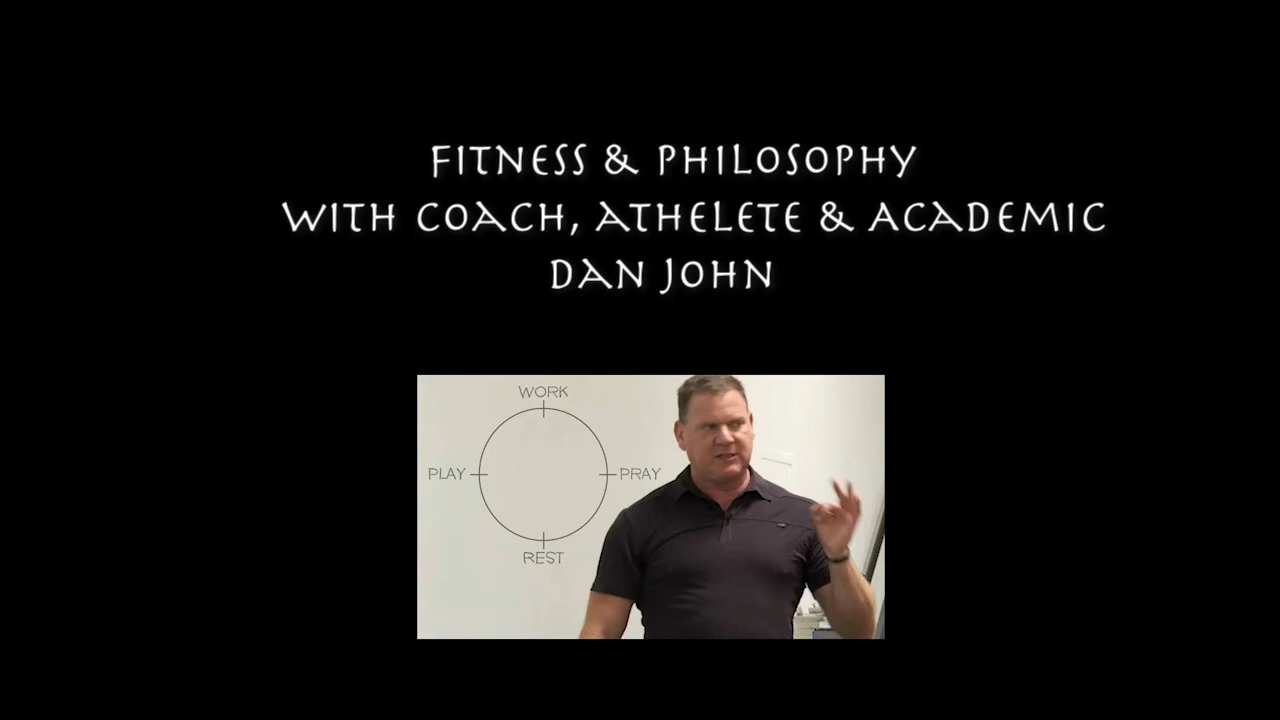 FITNESS & PHILOSOPHY
WITH COACH, ATHELETE & ACADEMIC
DAN JOHN
WORK
PLAY
PRAY
REST